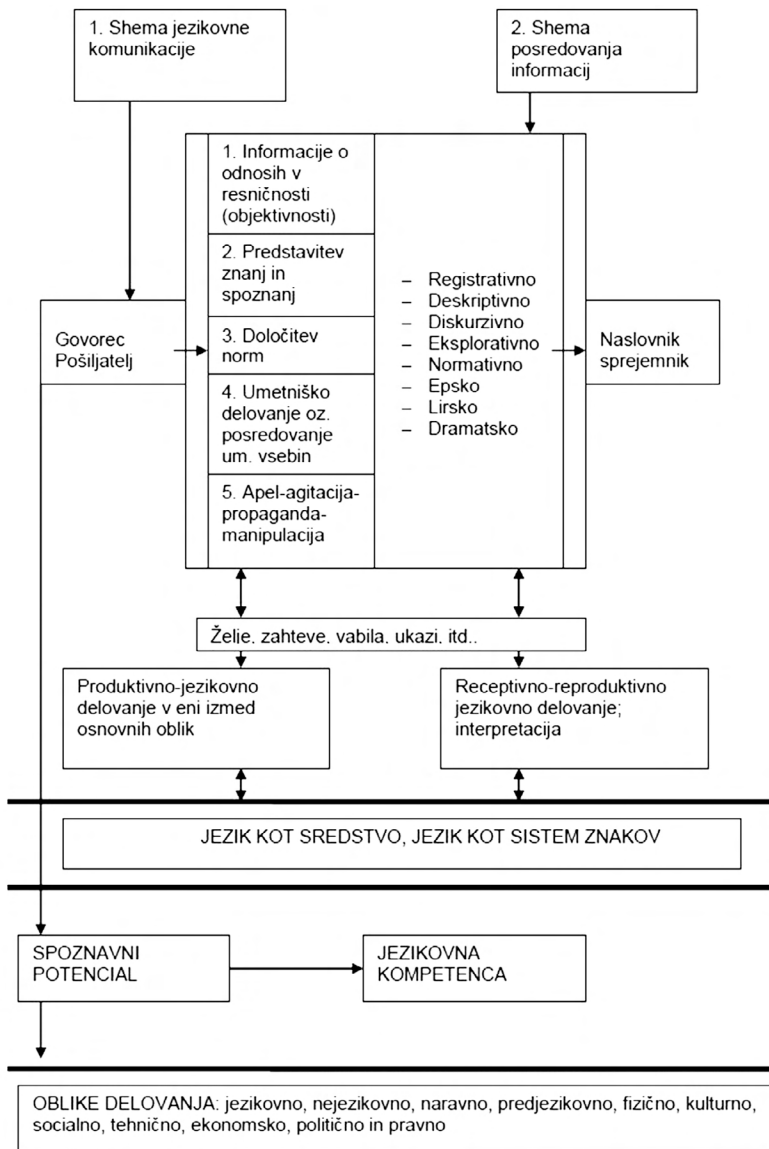 1. Shema jezikovne
komunikacije
2. Shema
posredovanja
informacij
1. Informacije o
odnosih v
resničnosti
(objektivnosti)
2. Predstavitev
znanj in
spoznanj
3. Določitev
norm
4. Umetniško
delovanje oz.
posredovanje
um. vsebin
5. Apel-agitacija-
propaganda-
manipulacija
– Registrativno
– Deskriptivno
– Diskurzivno
– Eksplorativno
– Normativno
– Epsko
– Lirsko
– Dramatsko
Govorec
Pošiljatelj
Naslovnik
sprejemnik
Želje, zahteve, vabila, ukazi, itd..
Produktivno-jezikovno
delovanje v eni izmed
osnovnih oblik
Receptivno-reproduktivno
jezikovno delovanje;
interpretacija
JEZIK KOT SREDSTVO, JEZIK KOT SISTEM ZNAKOV
SPOZNAVNI
POTENCIAL
JEZIKOVNA
KOMPETENCA
OBLIKE DELOVANJA: jezikovno, nejezikovno, naravno, predjezikovno, fizično, kulturno,
socialno, tehnično, ekonomsko, politično in pravno